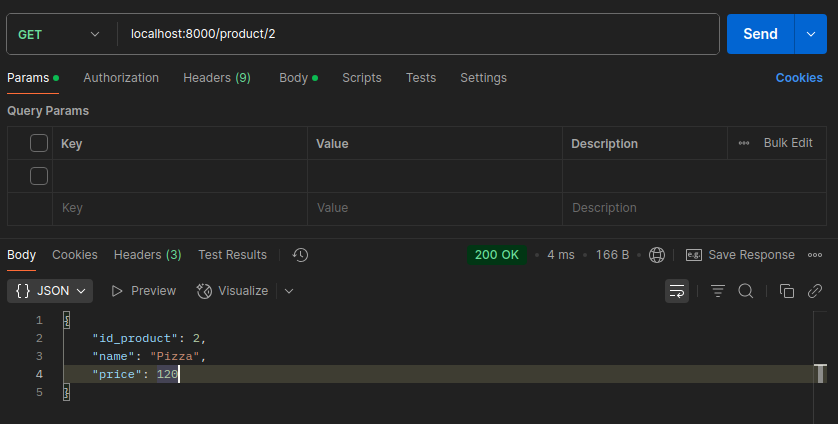 GET localhost:8000/product/2 Send
Params Authorization Headers (9) Body Scripts Tests Settings Cookies
Query Params
Key Value Description Bulk Edit
Key Value Description
Body Cookies Headers (3) Test Results 200 OK 4 ms 166 B e.g. Save Response
{} JSON Preview Visualize
1 {
2 "id_product": 2,
3 "name": "Pizza",
4 "price": 120
5 }